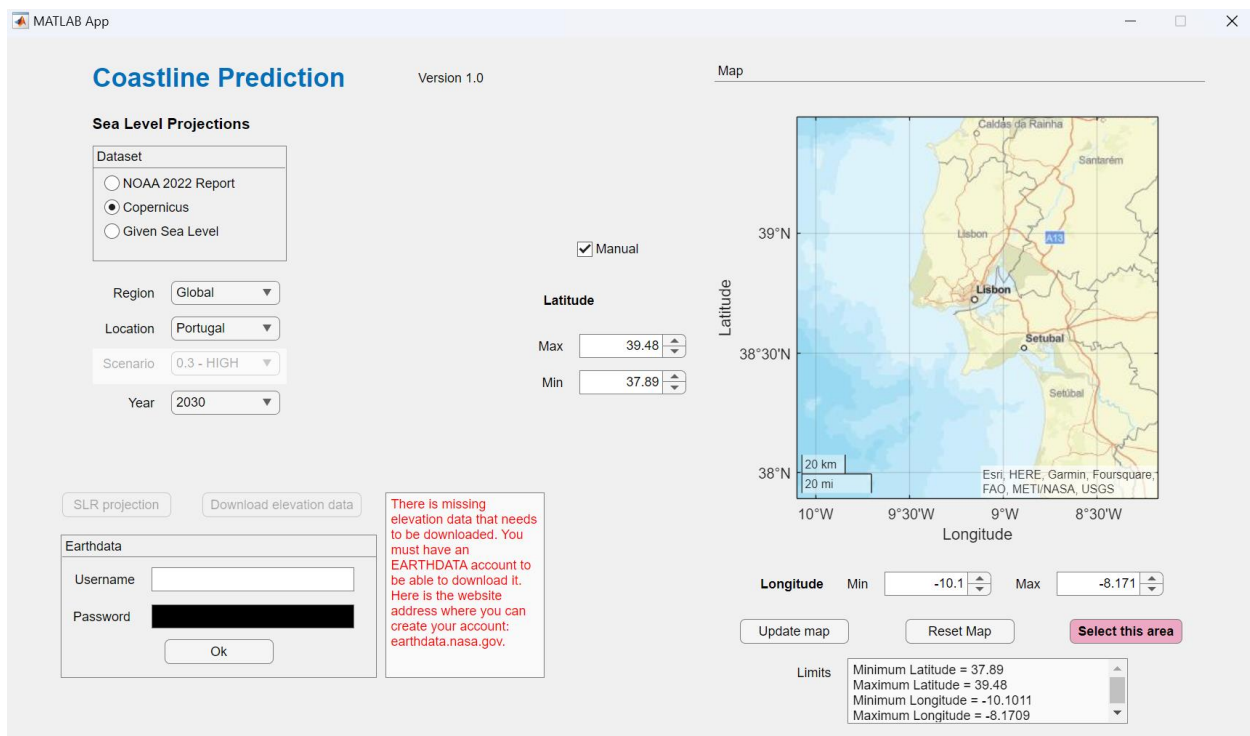 MATLAB App
Coastline Prediction
Version 1.0
Sea Level Projections
Dataset
NOAA 2022 Report
Copernicus
Given Sea Level
Region
Global
Location
Portugal
Scenario
0.3 - HIGH
Year
2030
Manual
Latitude
Max
39.48
Min
37.89
SLR projection
Download elevation data
Earthdata
Username
Password
Ok
There is missing
elevation data that needs
to be downloaded. You
must have an
EARTHDATA account to
be able to download it.
Here is the website
address where you can
create your account:
earthdata.nasa.gov.
Map
Caldas da Rainha
Santarém
Lisbon
A13
Lisbon
Setubal
Setúbal
20 km
20 mi
Esri, HERE, Garmin, Foursquare,
FAO, METI/NASA, USGS
39°N
38°30'N
38°N
Latitude
10°W
9°30'W
9°W
8°30'W
Longitude
Longitude
Min
-10.1
Max
-8.171
Update map
Reset Map
Select this area
Limits
Minimum Latitude = 37.89
Maximum Latitude = 39.48
Minimum Longitude = -10.1011
Maximum Longitude = -8.1709